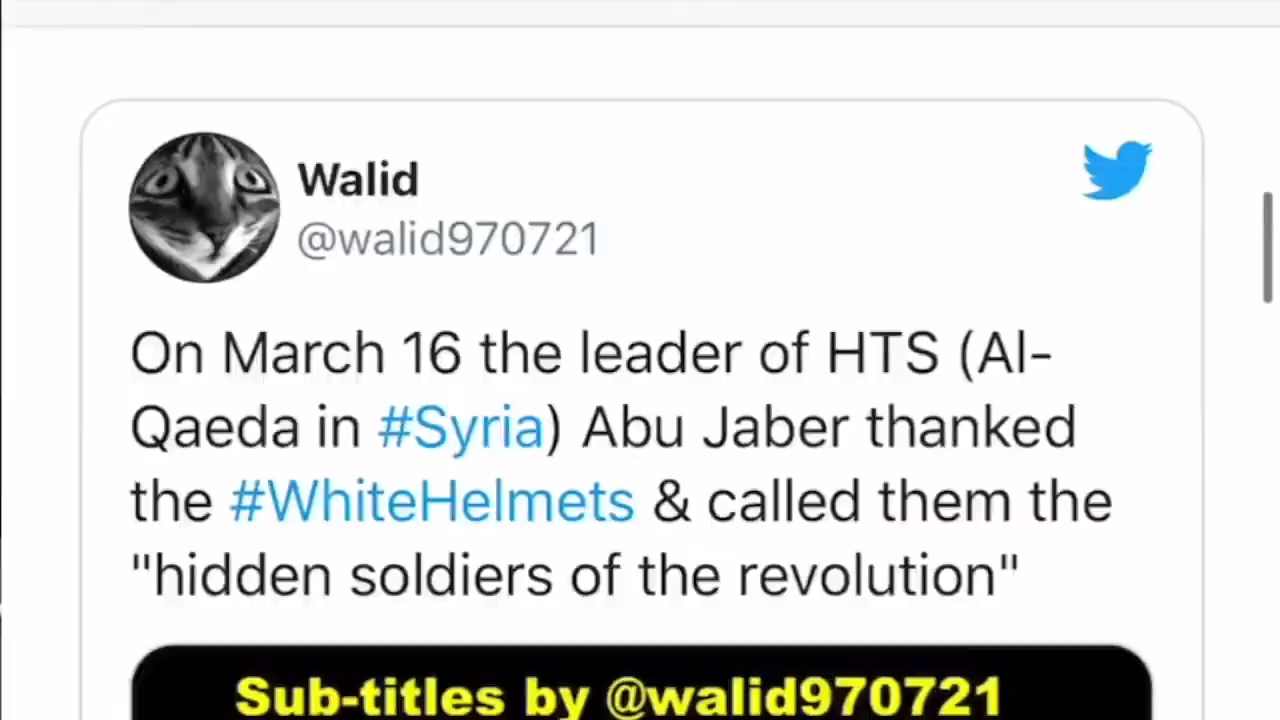 Walid
@walid970721
On March 16 the leader of HTS (Al-
Qaeda in #Syria) Abu Jaber thanked
the #WhiteHelmets & called them the
"hidden soldiers of the revolution"
Sub-titles by @walid970721